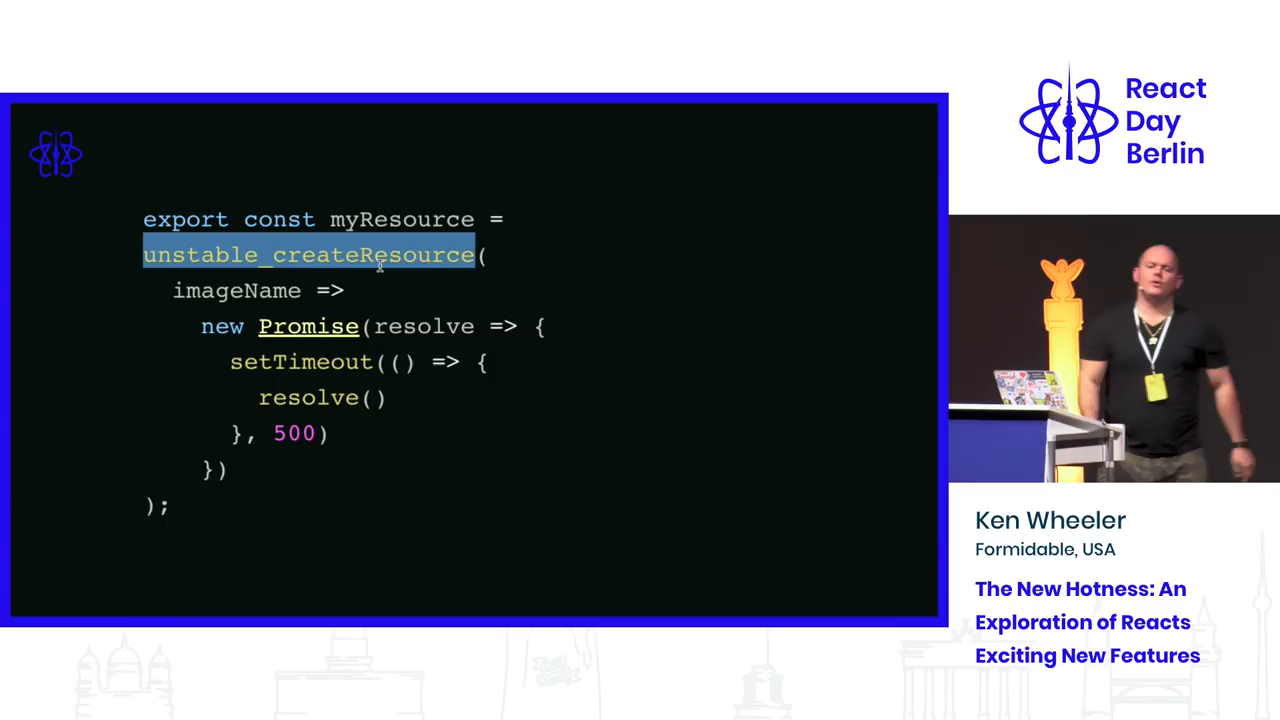 export const myResource =
unstable_createResource(
imageName =>
new Promise(resolve => {
setTimeout(() => {
resolve()
}, 500)
})
);
React
Day
Berlin
Ken Wheeler
Formidable, USA
The New Hotness: An
Exploration of Reacts
Exciting New Features